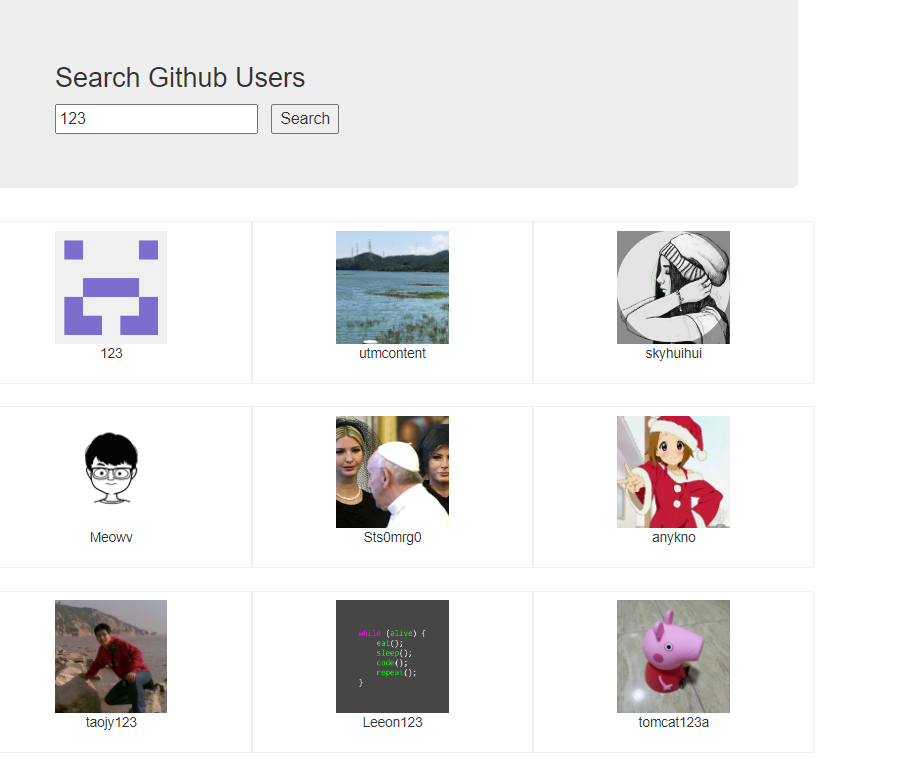 Search Github Users
123
Search
123
utmcontent
skyhuihui
Meowv
Sts0mrg0
anykno
while (alive) {
eat();
sleep();
code();
repeat();
}
taojy123
Leeon123
tomcat123a